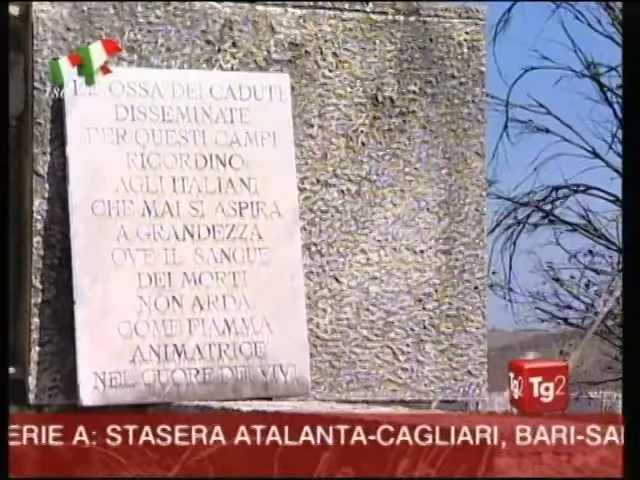 LE OSSA DEI CADUTI
DISSEMINATE
PER QUESTI CAMPI
RICORDINO
AGLI ITALIANI
CHE MAI SI ASPIRA
A GRANDEZZA
OVE IL SANGUE
DEI MORTI
NON ARDA
COME FIAMMA
ANIMATRICE
NEL CUORE DEI VIVI
Tg2 Tg2
ERIE A: STASERA ATALANTA-CAGLIARI, BARI-SA